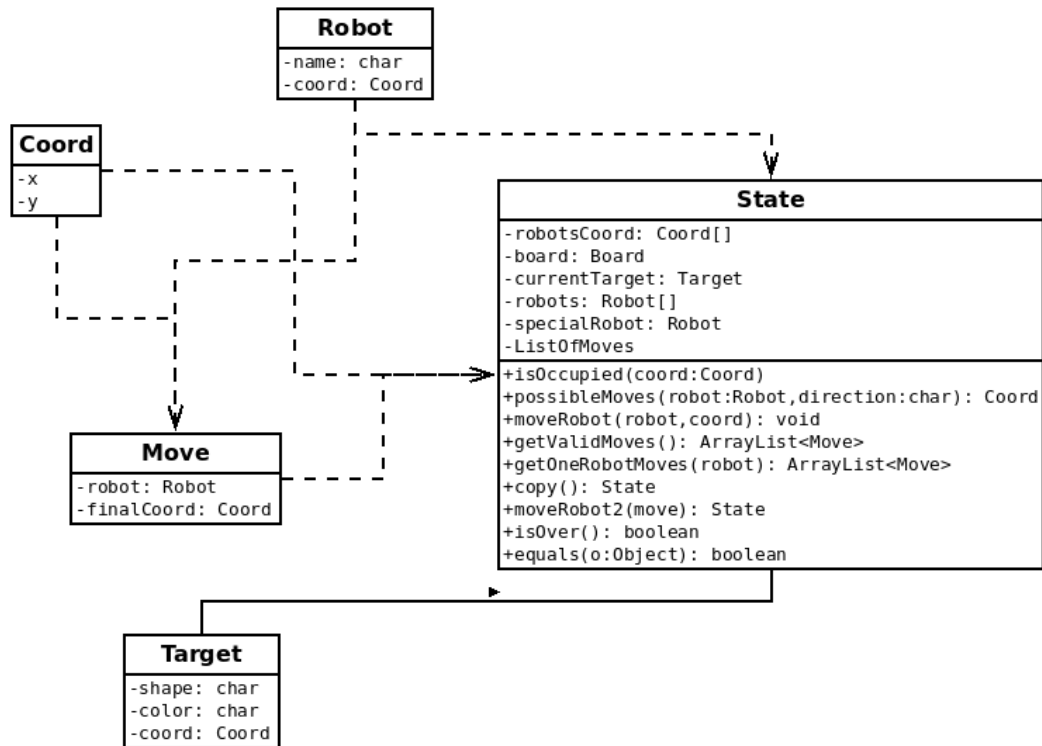 Robot
-name: char
-coord: Coord
Coord
-x
-y
State
-robotsCoord: Coord[]
-board: Board
-currentTarget: Target
-robots: Robot[]
-specialRobot: Robot
-ListOfMoves
+isOccupied(coord:Coord)
+possibleMoves(robot:Robot,direction:char): Coord
+moveRobot(robot,coord): void
+getValidMoves(): ArrayList<Move>
+getOneRobotMoves(robot): ArrayList<Move>
+copy(): State
+moveRobot2(move): State
+isOver(): boolean
+equals(o:Object): boolean
Move
-robot: Robot
-finalCoord: Coord
Target
-shape: char
-color: char
-coord: Coord